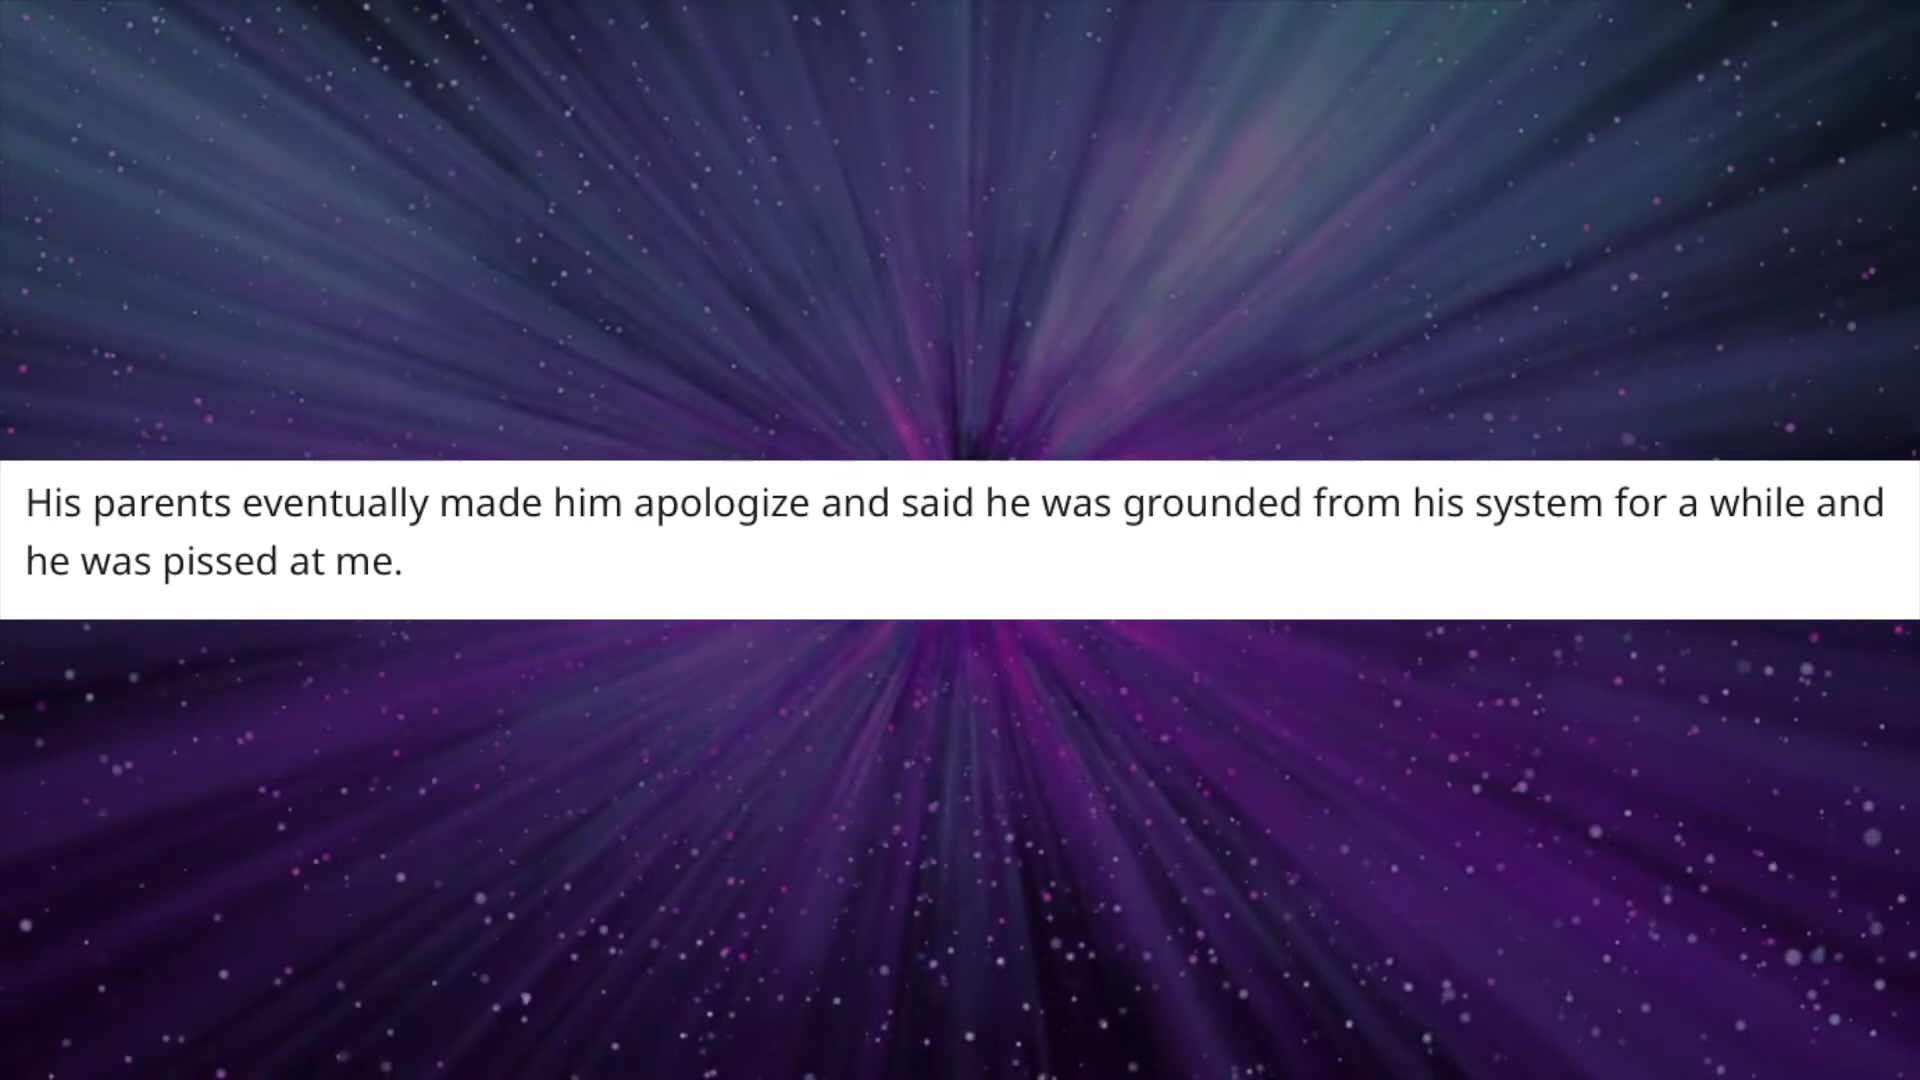 His parents eventually made him apologize and said he was grounded from his system for a while and
he was pissed at me.